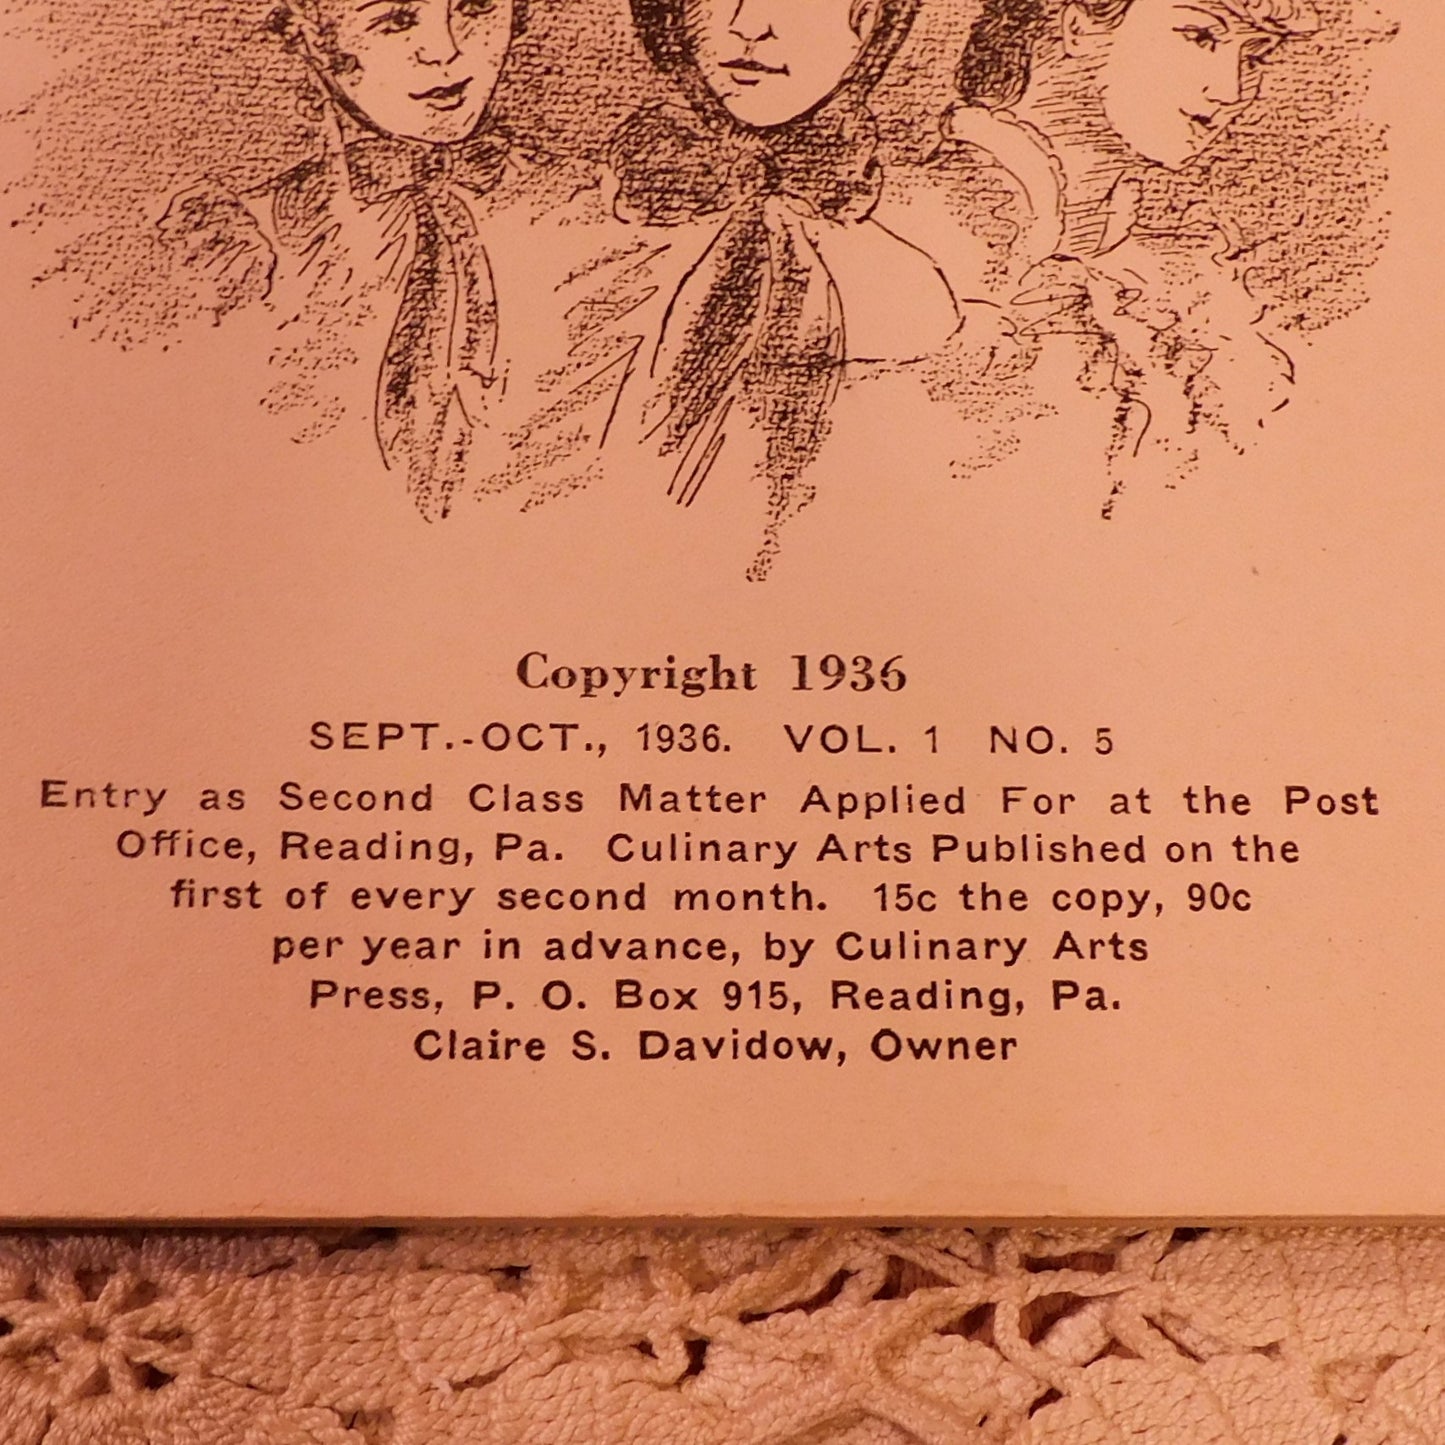 Copyright 1936
SEPT.-OCT., 1936. VOL. 1 NO. 5
Entry as Second Class Matter Applied For at the Post
Office, Reading, Pa. Culinary Arts Published on the
first of every second month. 15c the copy, 90c
per year in advance, by Culinary Arts
Press, P. O. Box 915, Reading, Pa.
Claire S. Davidow, Owner